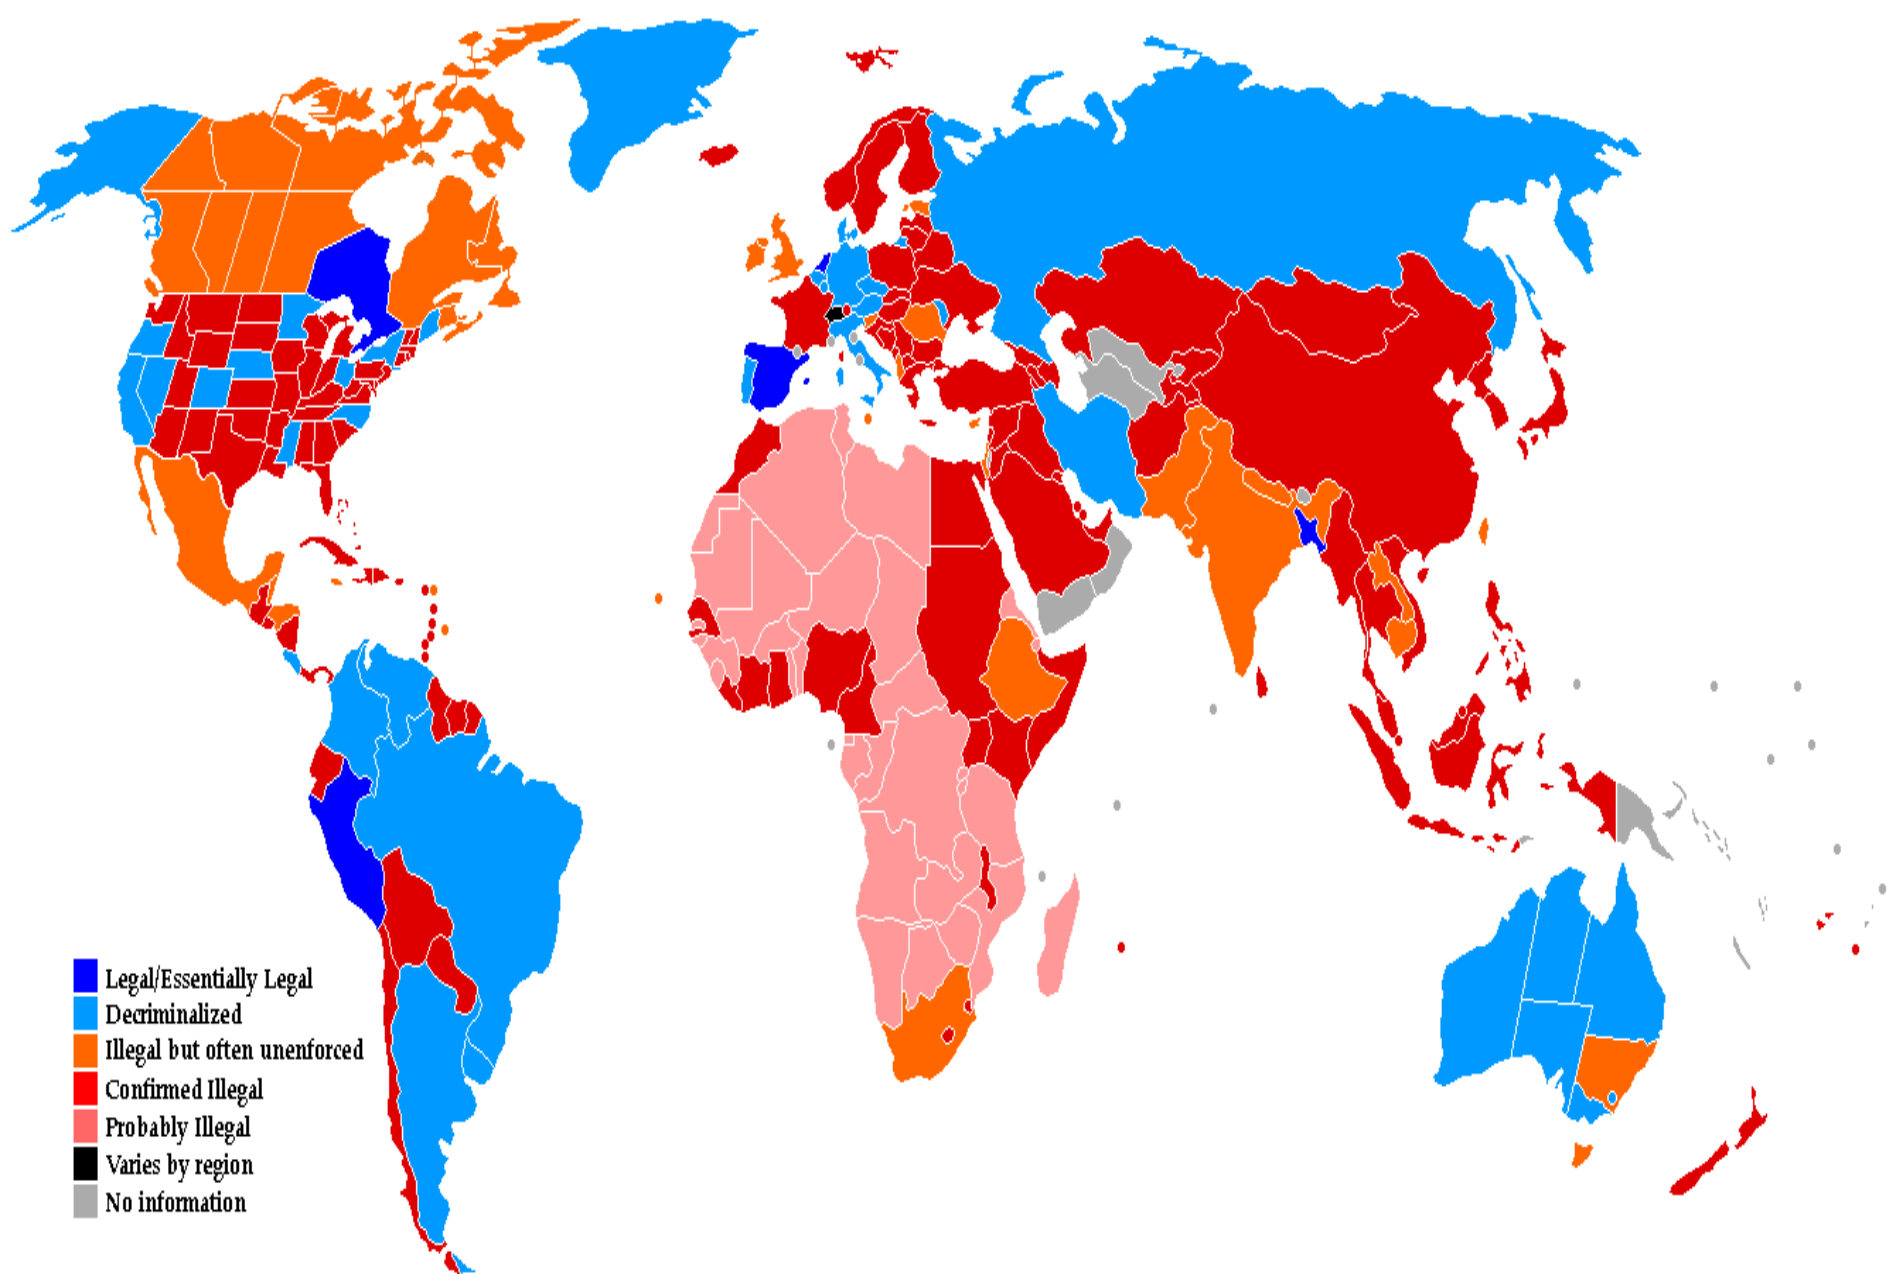 Legal/Essentially Legal
Decriminalized
Illegal but often unenforced
Confirmed Illegal
Probably Illegal
Varies by region
No information